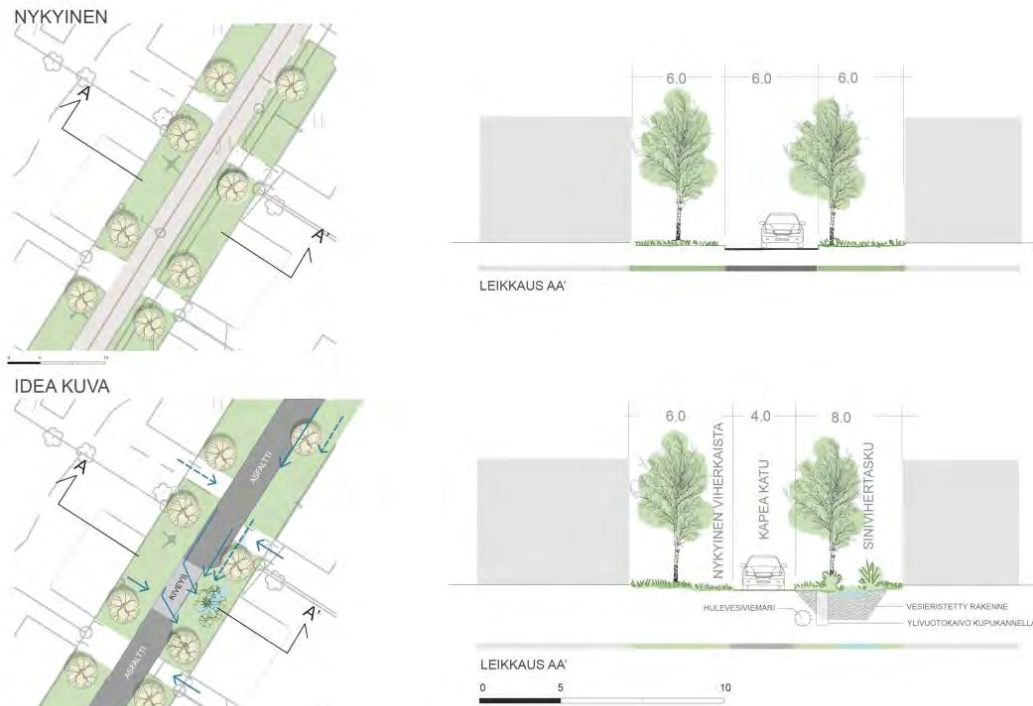 NYKYINEN
A
A'
6.0
6.0
6.0
LEIKKAUS AA'
IDEA KUVA
A
ASFALTTI
KIVEYS
A'
ASFALTTI
6.0
4.0
8.0
NYKYINEN VIHERKAISTA
KAPEA KATU
SINIVIHERTASKU
HULEVESIVIEMÄRI
VESIERISTETTY RAKENNE
YLIVUOTOKAIVO KUPUKANNELLA
LEIKKAUS AA'
0
5
10